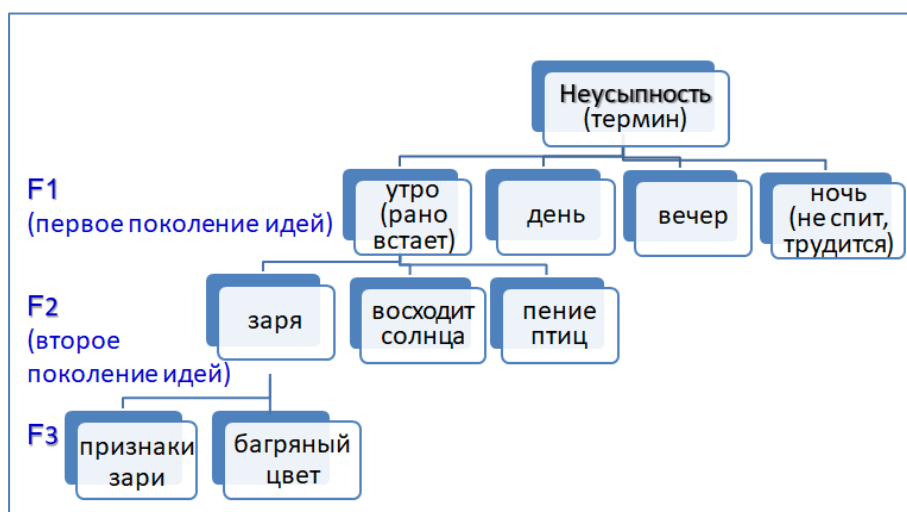 Неусыпность
(термин)
F1
(первое поколение идей)
утро
(рано
встает)
день
вечер
ночь
(не спит,
трудится)
F2
(второе
поколение идей)
заря
восходит
солнца
пение
птиц
F3
признаки
зари
багряный
цвет